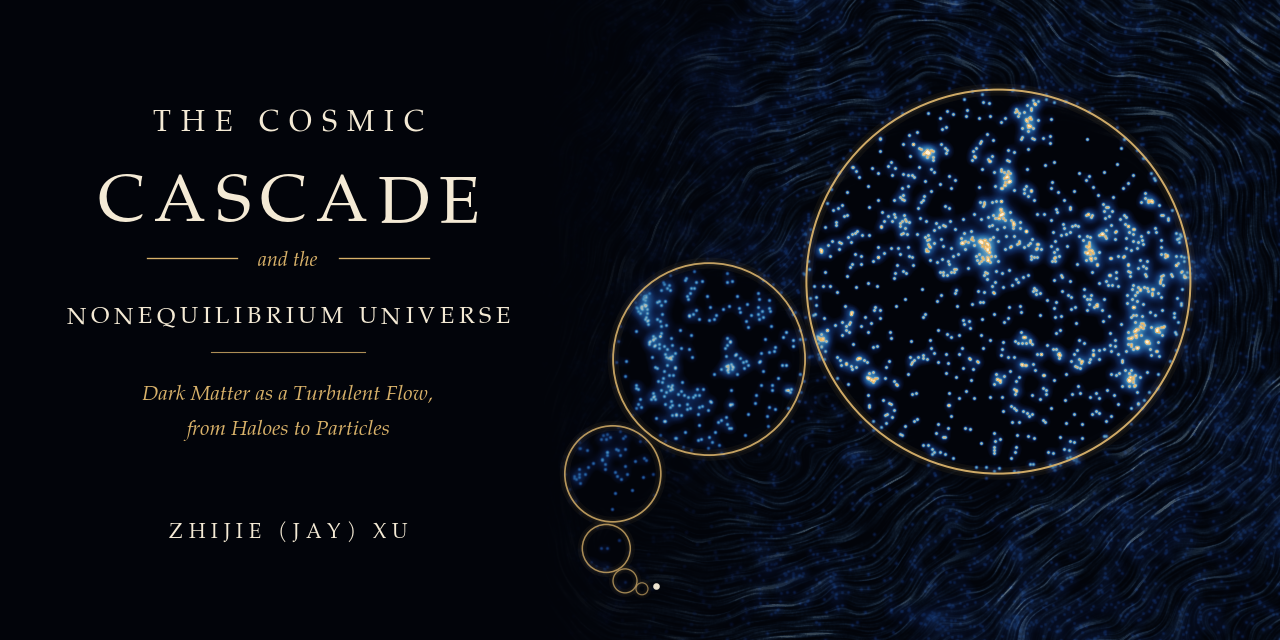 THE COSMIC
CASCADE
and the
NONEQUILIBRIUM UNIVERSE
Dark Matter as a Turbulent Flow,
from Haloes to Particles
ZHIJIE (JAY) XU